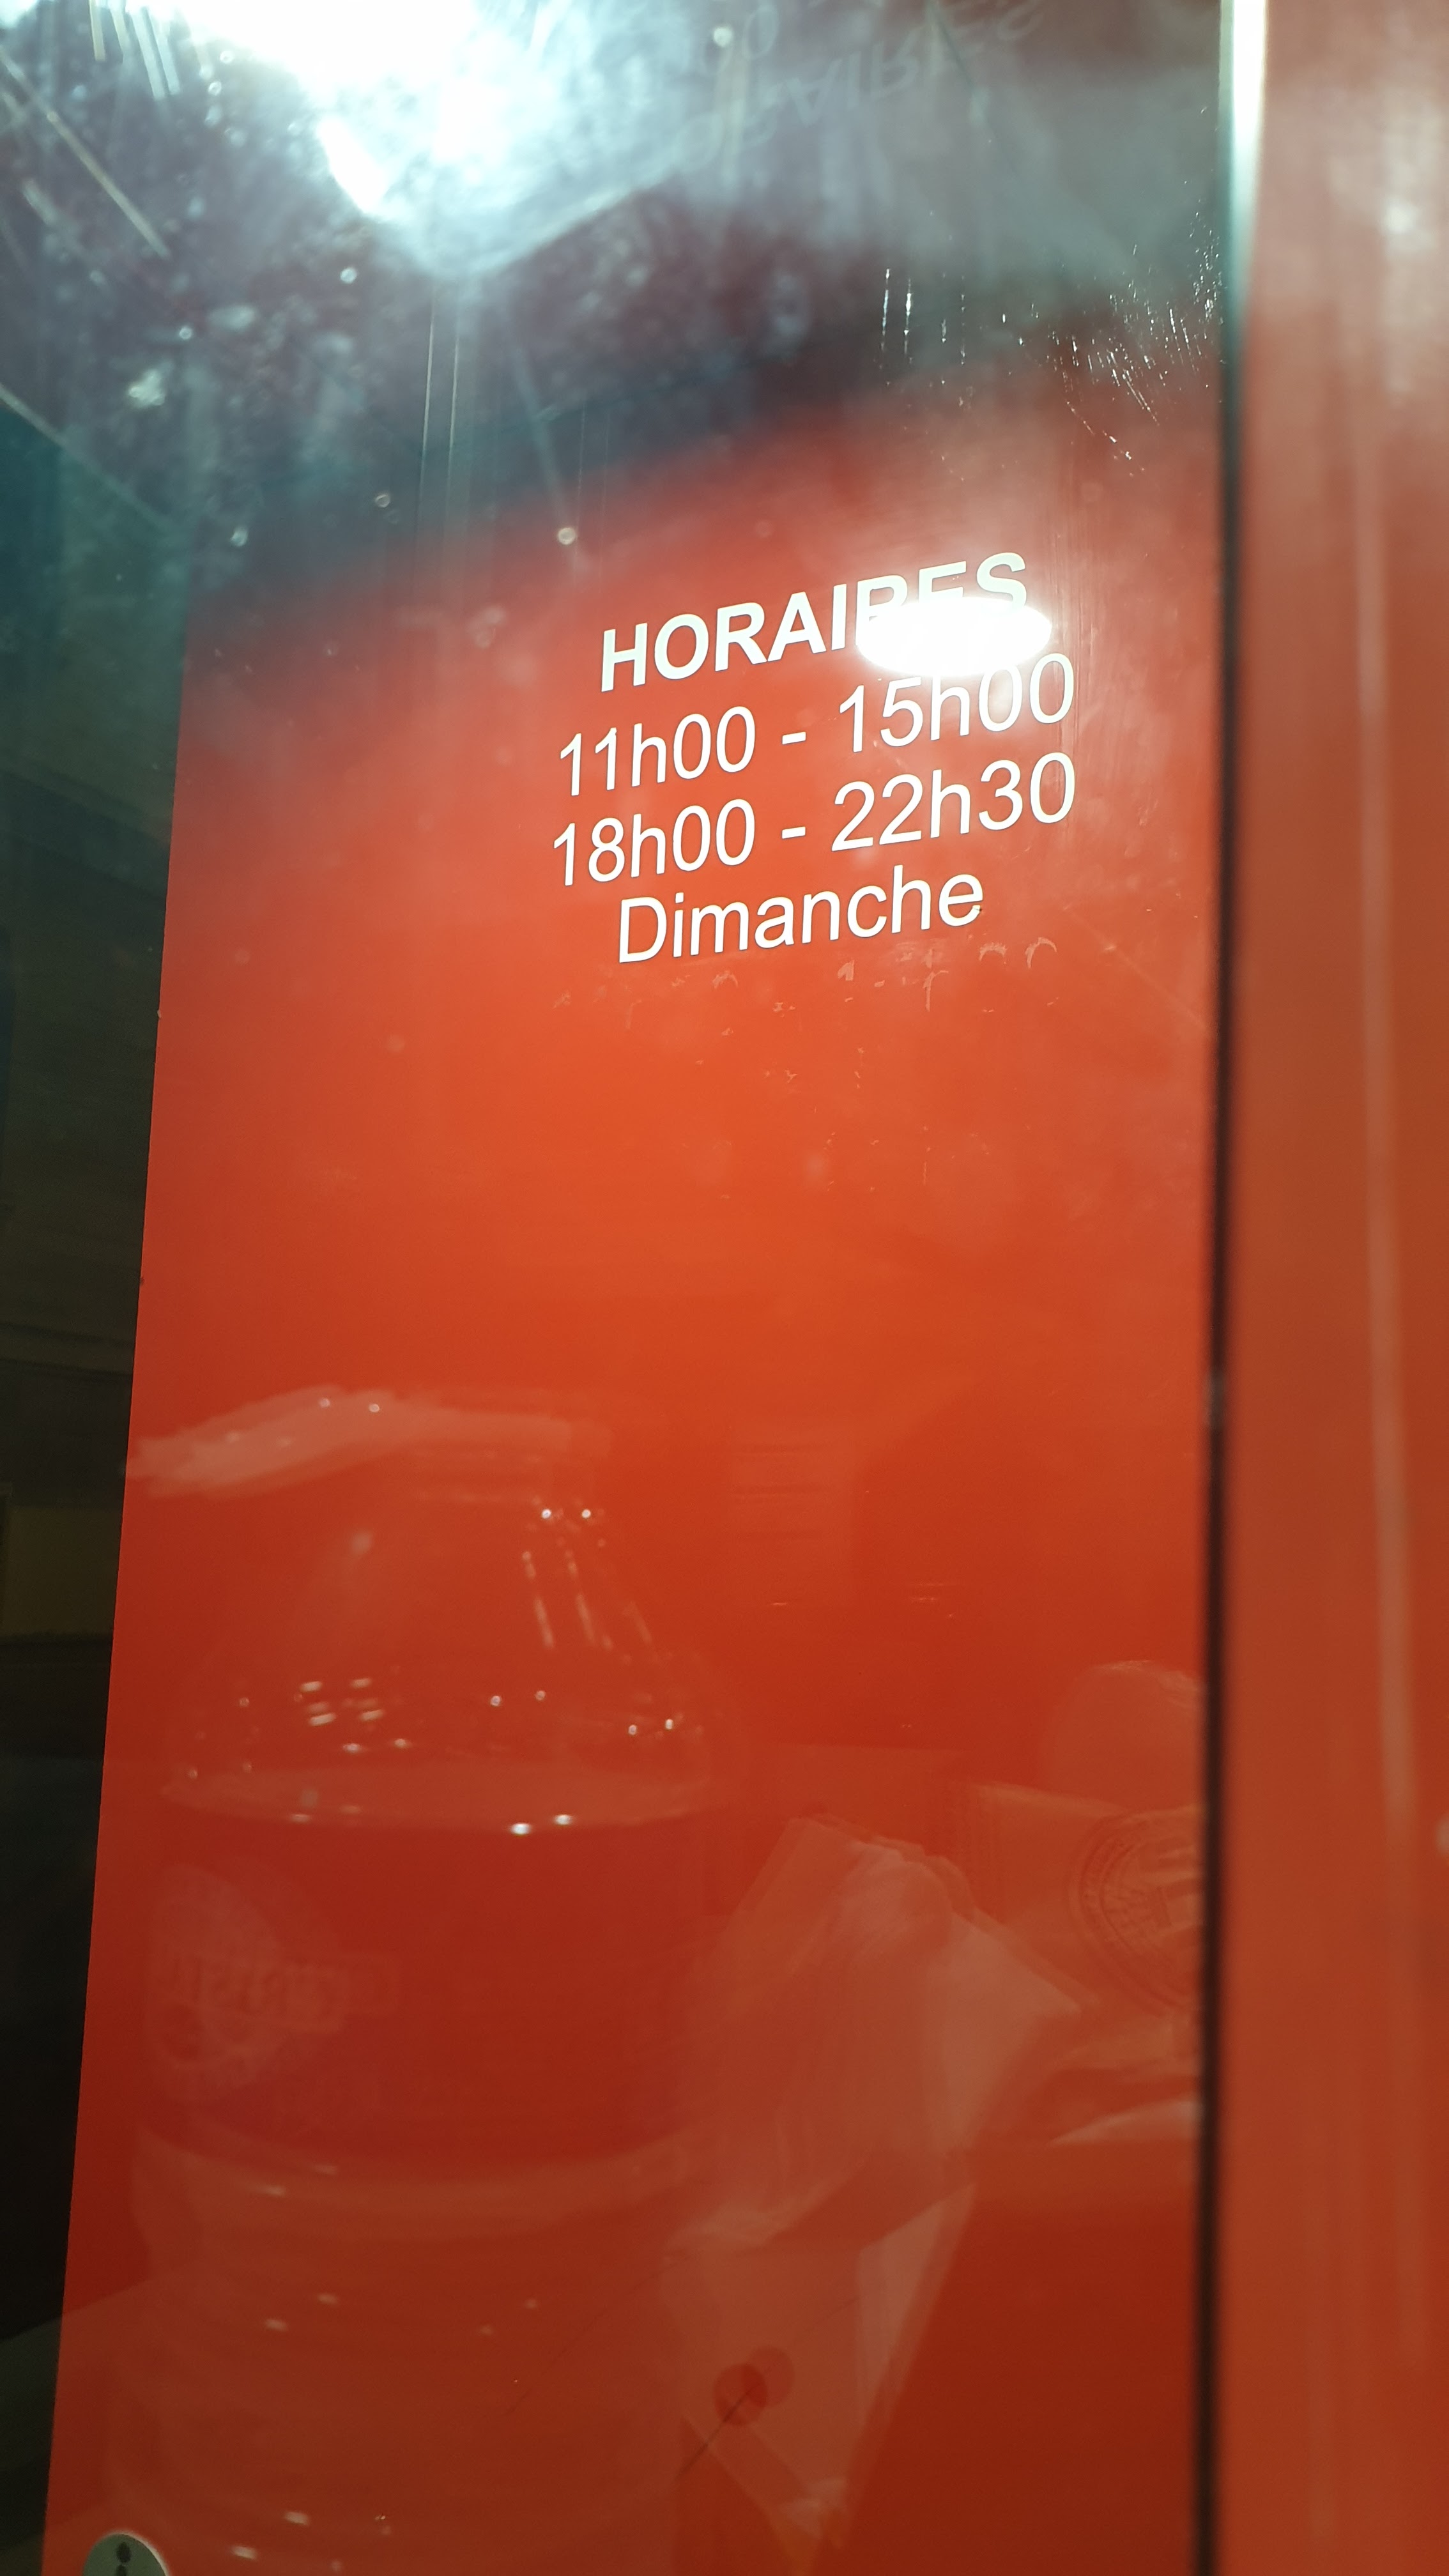 HORAIRES
11h00 - 15h00
18h00 - 22h30
Dimanche